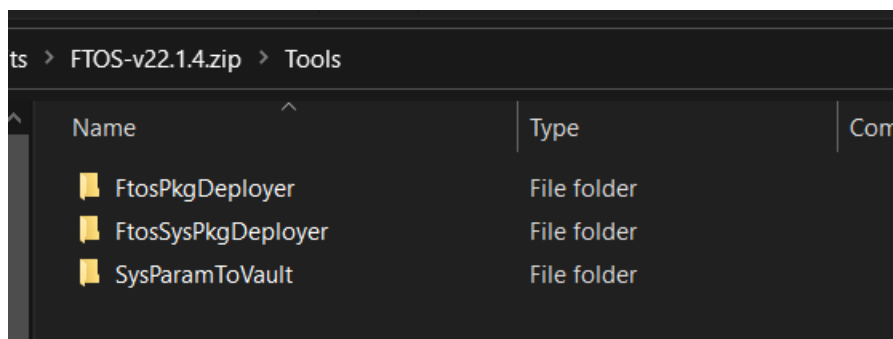 ts > FTOS-v22.1.4.zip > Tools
Name Type Com
FtosPkgDeployer File folder
FtosSysPkgDeployer File folder
SysParamToVault File folder